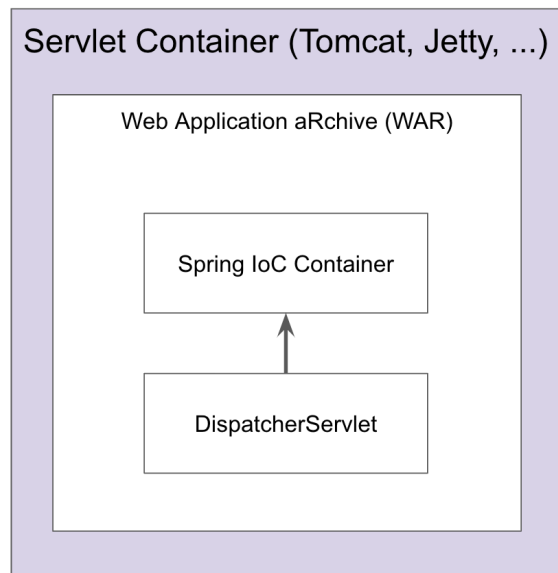 Servlet Container (Tomcat, Jetty, ...)
Web Application aRchive (WAR)
Spring IoC Container
DispatcherServlet